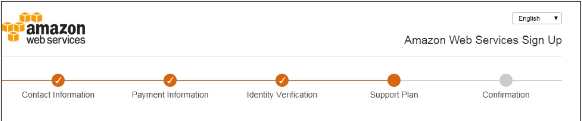 English
amazon
web services
Amazon Web Services Sign Up
Contact Information Payment Information Identity Verification Support Plan Confirmation